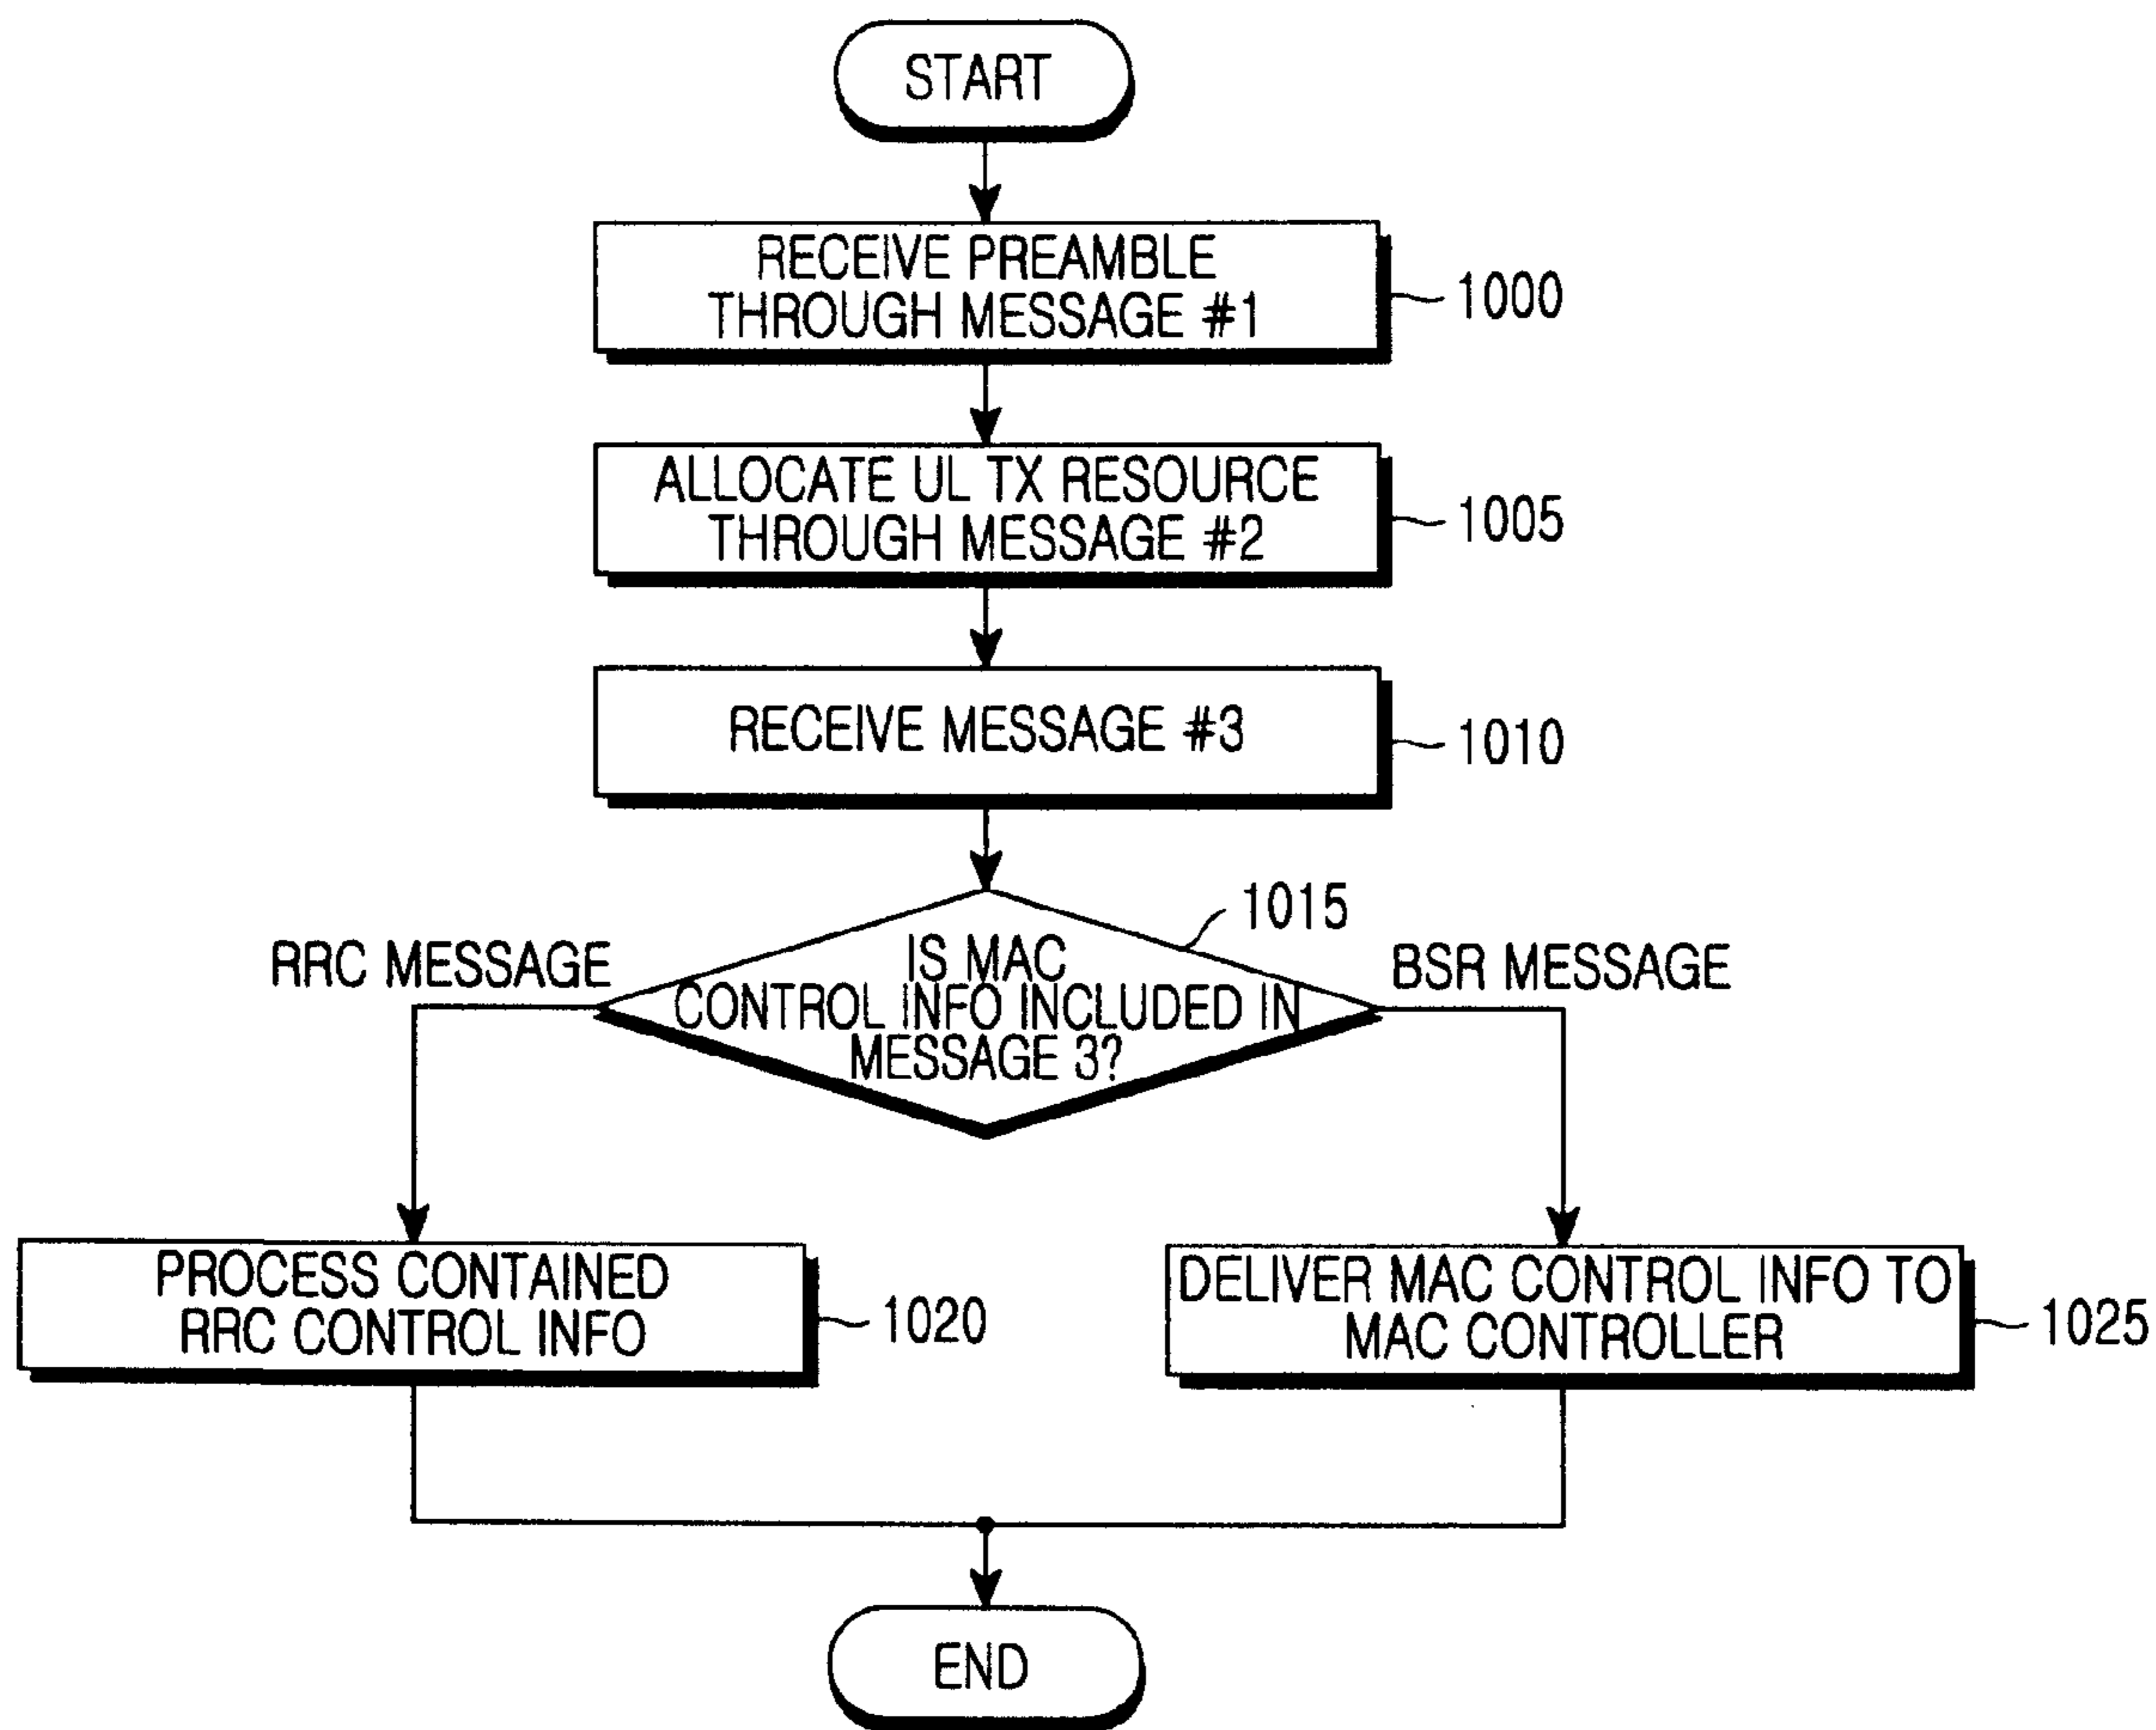 START
RECEIVE PREAMBLE
THROUGH MESSAGE #1
1000
ALLOCATE UL TX RESOURCE
THROUGH MESSAGE #2
1005
RECEIVE MESSAGE #3
1010
1015
RRC MESSAGE
IS MAC
CONTROL INFO INCLUDED IN
MESSAGE 3?
BSR MESSAGE
PROCESS CONTAINED
RRC CONTROL INFO
1020
DELIVER MAC CONTROL INFO TO
MAC CONTROLLER
1025
END